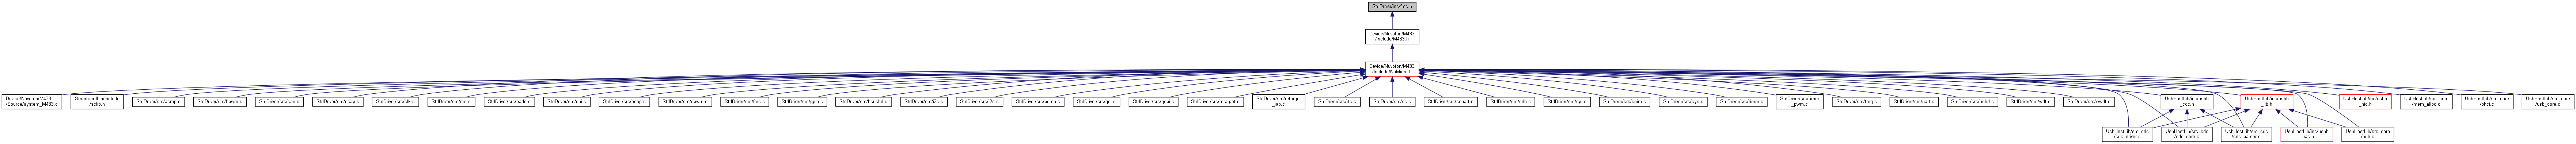 StdDriver/inc/fmc.h
Device/Nuvoton/M433
/Include/M433.h
Device/Nuvoton/M433
/Include/NuMicro.h
Device/Nuvoton/M433
/Source/system_M433.c
SmartcardLib/Include
/sclib.h
StdDriver/src/acmp.c
StdDriver/src/bpwm.c
StdDriver/src/can.c
StdDriver/src/ccap.c
StdDriver/src/clk.c
StdDriver/src/crc.c
StdDriver/src/eadc.c
StdDriver/src/ebi.c
StdDriver/src/ecap.c
StdDriver/src/epwm.c
StdDriver/src/fmc.c
StdDriver/src/gpio.c
StdDriver/src/hsusbd.c
StdDriver/src/i2c.c
StdDriver/src/i2s.c
StdDriver/src/pdma.c
StdDriver/src/qei.c
StdDriver/src/qspi.c
StdDriver/src/retarget.c
StdDriver/src/retarget
_iap.c
StdDriver/src/rtc.c
StdDriver/src/sc.c
StdDriver/src/scuart.c
StdDriver/src/sdh.c
StdDriver/src/spi.c
StdDriver/src/spim.c
StdDriver/src/sys.c
StdDriver/src/timer.c
StdDriver/src/timer
_pwm.c
StdDriver/src/trng.c
StdDriver/src/uart.c
StdDriver/src/usbd.c
StdDriver/src/wdt.c
StdDriver/src/wwdt.c
UsbHostLib/inc/usbh
_cdc.h
UsbHostLib/inc/usbh
_lib.h
UsbHostLib/inc/usbh
_hid.h
UsbHostLib/src_core
/mem_alloc.c
UsbHostLib/src_core
/ohci.c
UsbHostLib/src_core
/usb_core.c
UsbHostLib/src_cdc
/cdc_driver.c
UsbHostLib/src_cdc
/cdc_core.c
UsbHostLib/src_cdc
/cdc_parser.c
UsbHostLib/inc/usbh
_uac.h
UsbHostLib/src_core
/hub.c